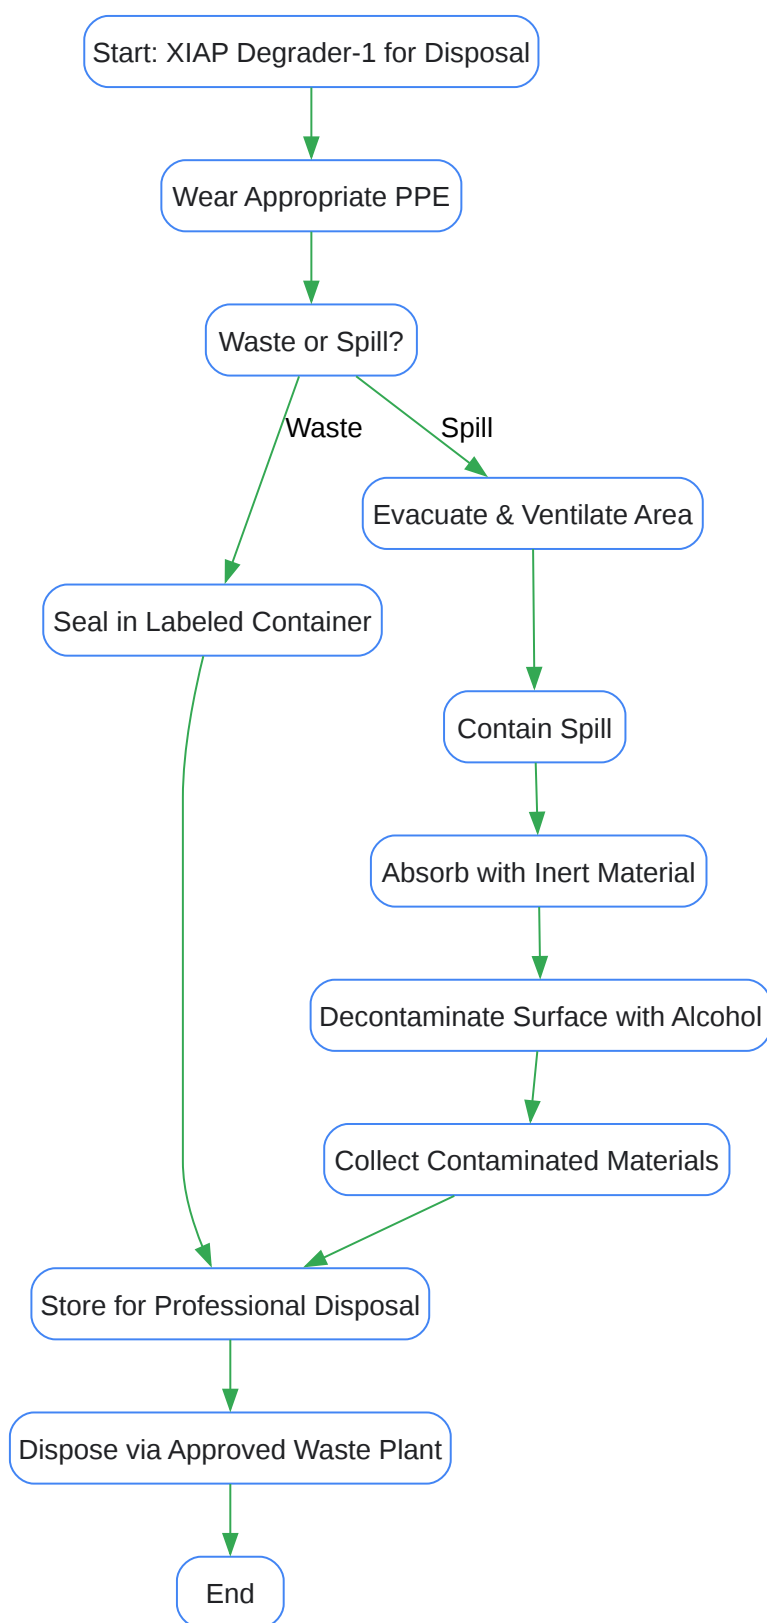 Start: XIAP Degrader-1 for Disposal
Wear Appropriate PPE
Waste or Spill?
Waste
Spill
Evacuate & Ventilate Area
Seal in Labeled Container
Contain Spill
Absorb with Inert Material
Decontaminate Surface with Alcohol
Collect Contaminated Materials
Store for Professional Disposal
Dispose via Approved Waste Plant
End